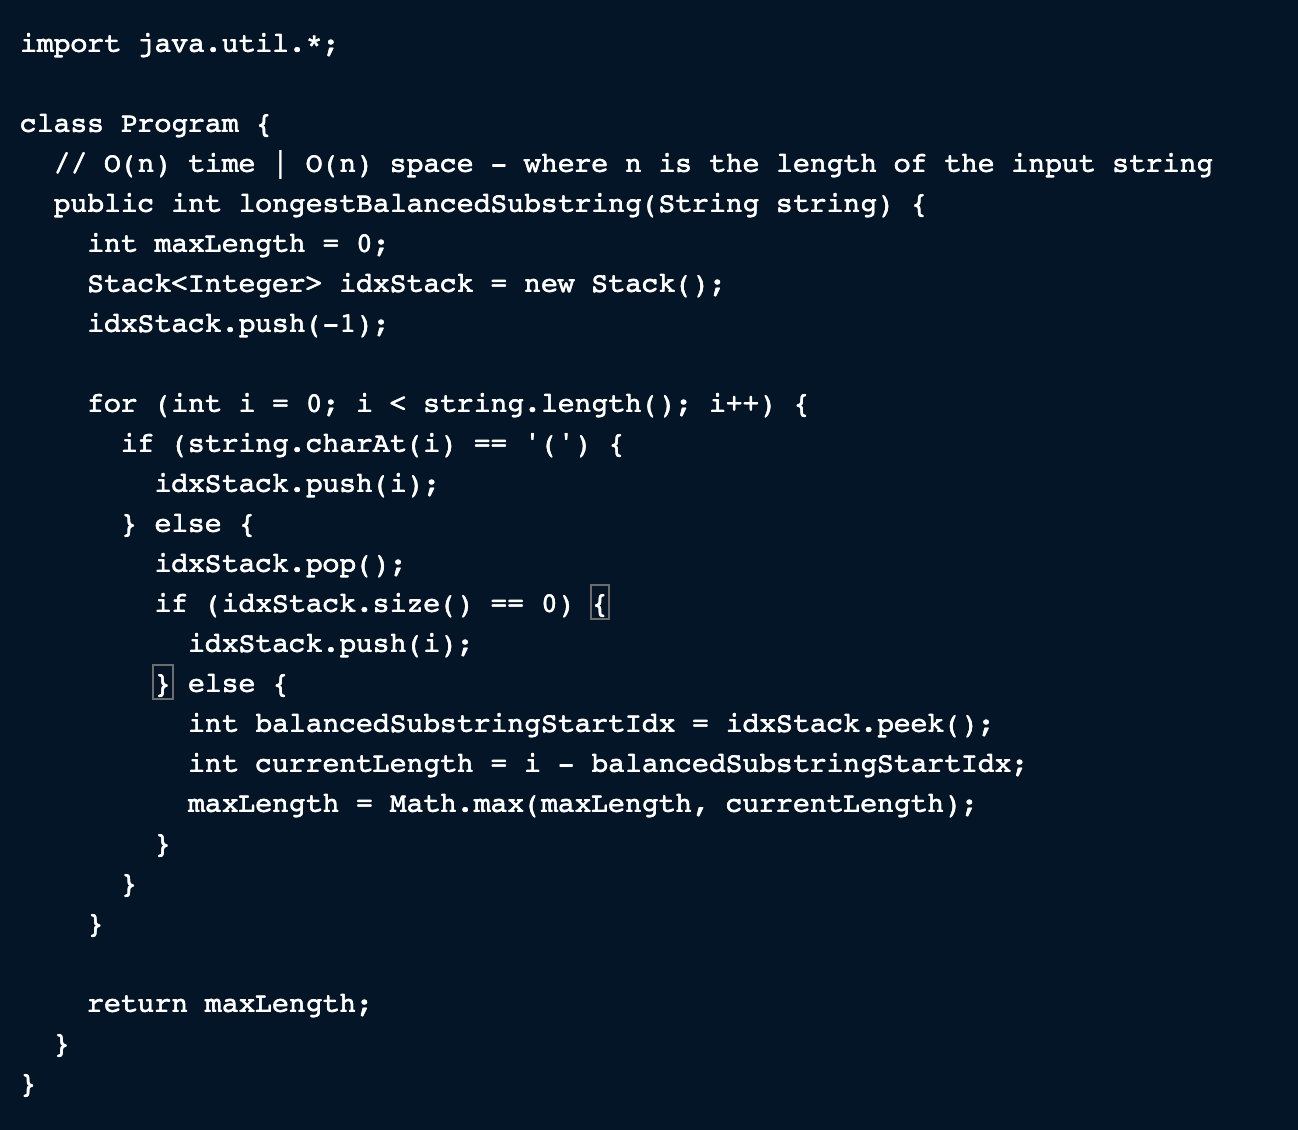 import java.util.*;

class Program {
  // O(n) time | O(n) space - where n is the length of the input string
  public int longestBalancedSubstring(String string) {
    int maxLength = 0;
    Stack<Integer> idxStack = new Stack();
    idxStack.push(-1);

    for (int i = 0; i < string.length(); i++) {
      if (string.charAt(i) == '(') {
        idxStack.push(i);
      } else {
        idxStack.pop();
        if (idxStack.size() == 0) {
          idxStack.push(i);
        } else {
          int balancedSubstringStartIdx = idxStack.peek();
          int currentLength = i - balancedSubstringStartIdx;
          maxLength = Math.max(maxLength, currentLength);
        }
      }
    }

    return maxLength;
  }
}